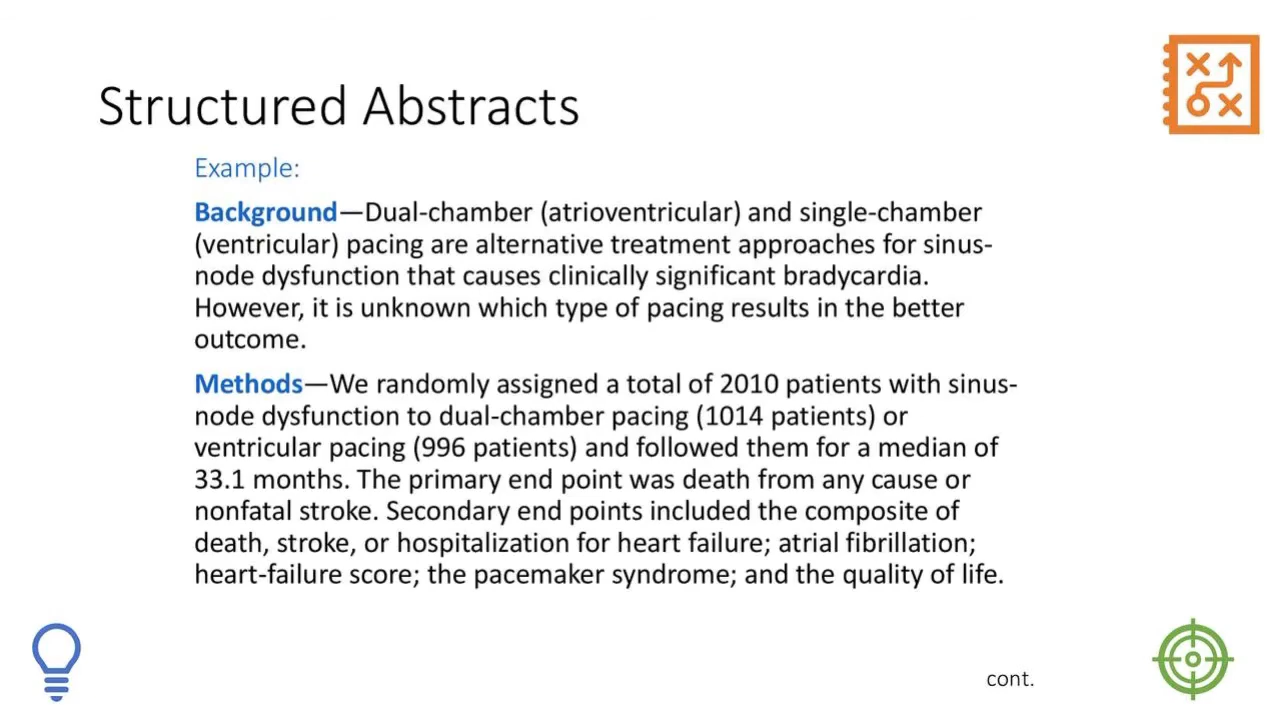 Structured Abstracts
Example:
Background—Dual-chamber (atrioventricular) and single-chamber
(ventricular) pacing are alternative treatment approaches for sinus-
node dysfunction that causes clinically significant bradycardia.
However, it is unknown which type of pacing results in the better
outcome.
Methods—We randomly assigned a total of 2010 patients with sinus-
node dysfunction to dual-chamber pacing (1014 patients) or
ventricular pacing (996 patients) and followed them for a median of
33.1 months. The primary end point was death from any cause or
nonfatal stroke. Secondary end points included the composite of
death, stroke, or hospitalization for heart failure; atrial fibrillation;
heart-failure score; the pacemaker syndrome; and the quality of life.
cont.